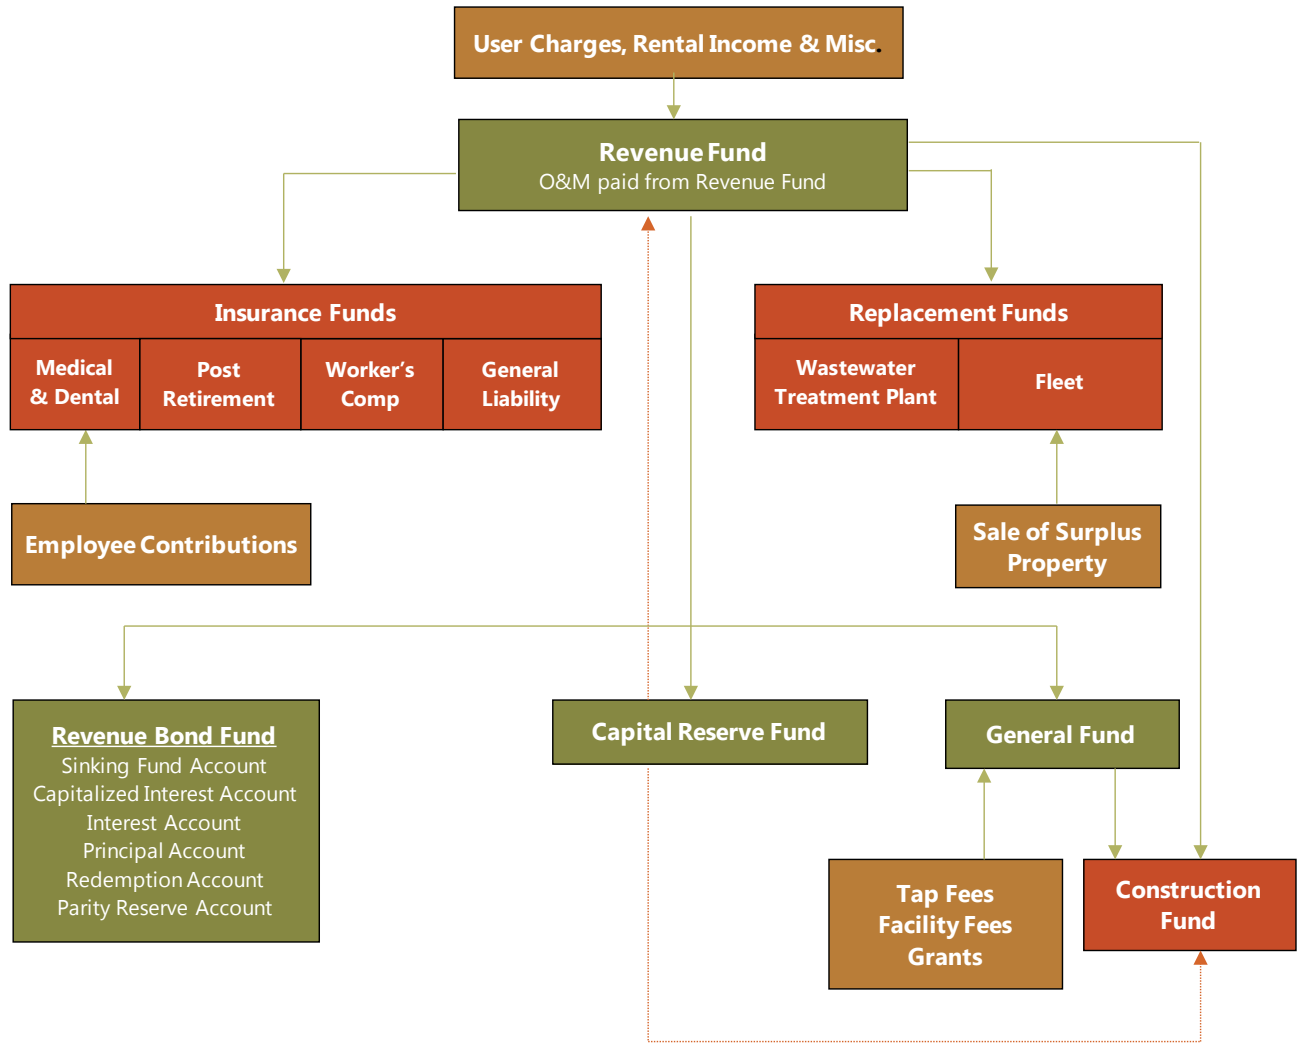 User Charges, Rental Income & Misc.
Revenue Fund
O&M paid from Revenue Fund
Insurance Funds
Medical
& Dental
Post
Retirement
Worker’s
Comp
General
Liability
Replacement Funds
Wastewater
Treatment Plant
Fleet
Employee Contributions
Sale of Surplus
Property
Revenue Bond Fund
Sinking Fund Account
Capitalized Interest Account
Interest Account
Principal Account
Redemption Account
Parity Reserve Account
Capital Reserve Fund
General Fund
Tap Fees
Facility Fees
Grants
Construction
Fund